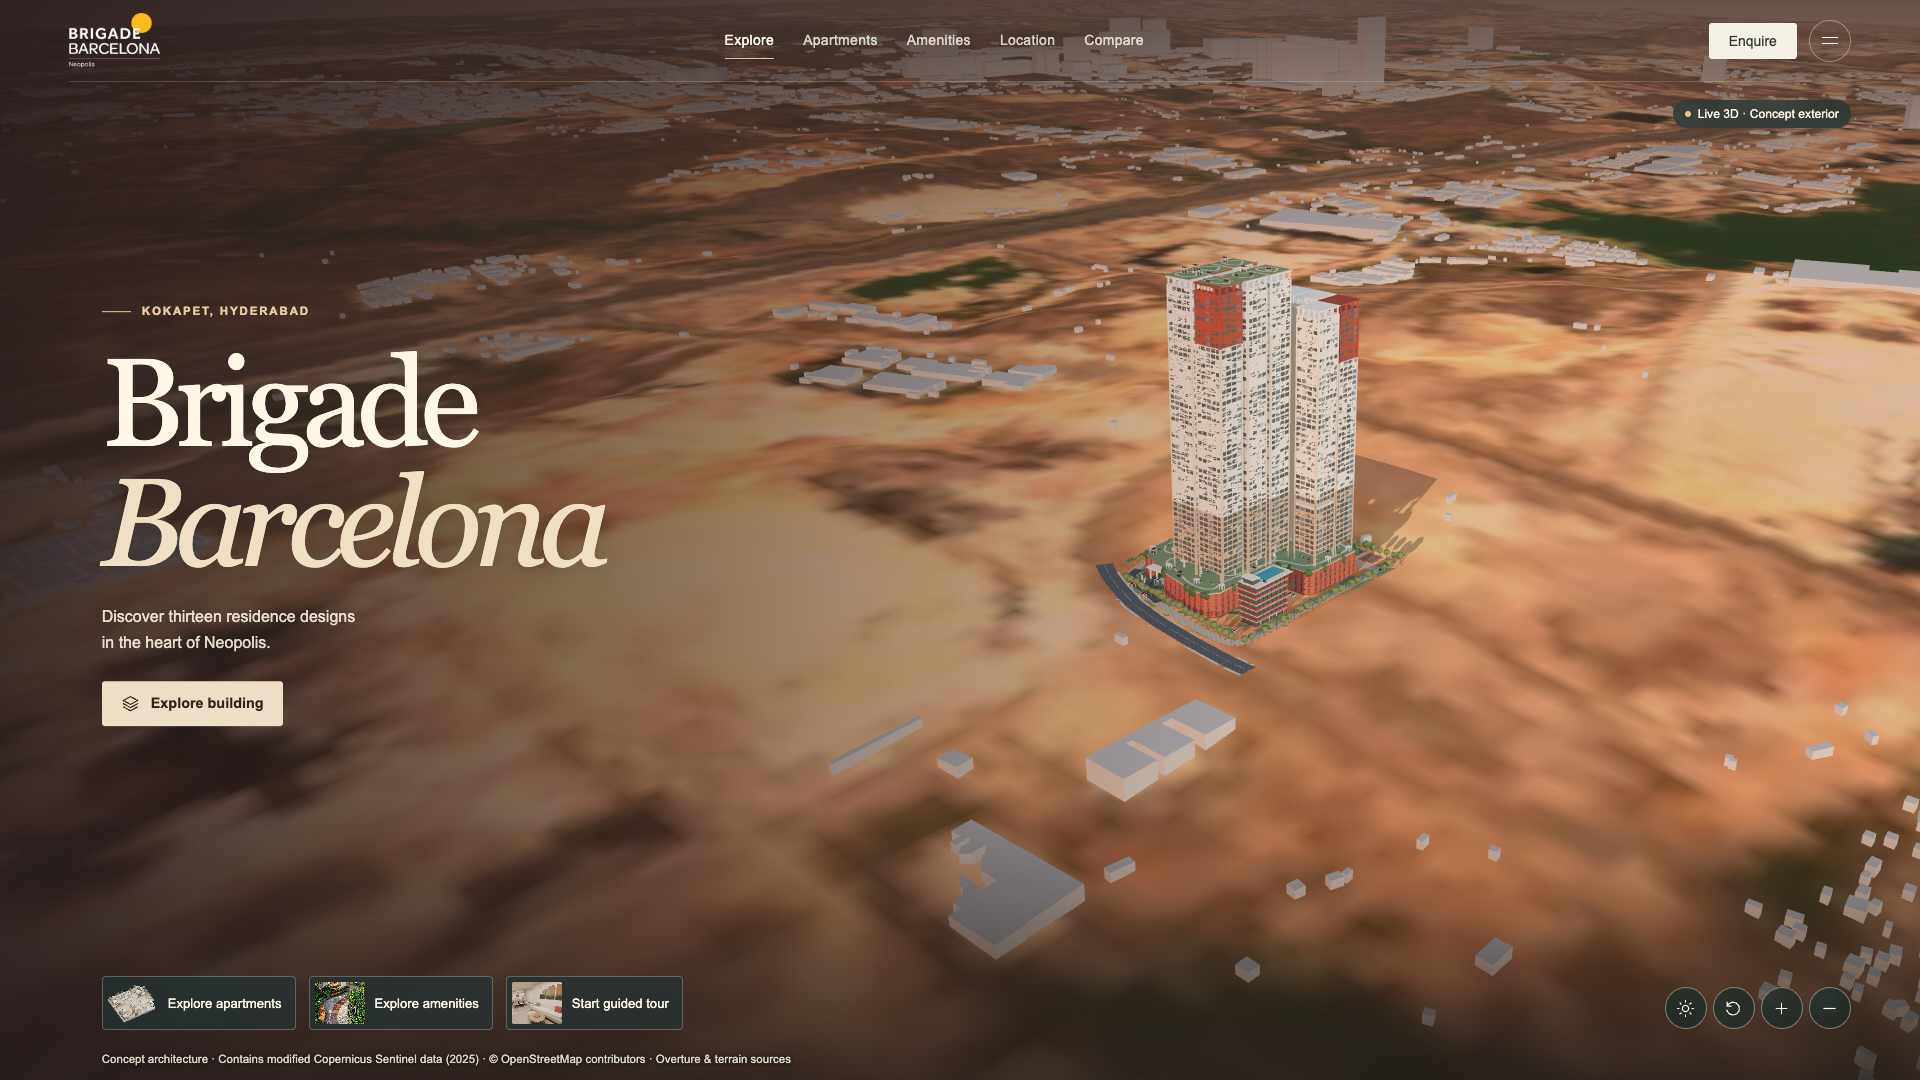 BRIGADE
BARCELONA
Neopolis
Explore
Apartments
Amenities
Location
Compare
Enquire
Live 3D · Concept exterior
KOKAPET, HYDERABAD
Brigade
Barcelona
Discover thirteen residence designs
in the heart of Neopolis.
Explore building
Explore apartments
Explore amenities
Start guided tour
Concept architecture · Contains modified Copernicus Sentinel data (2025) · © OpenStreetMap contributors · Overture & terrain sources